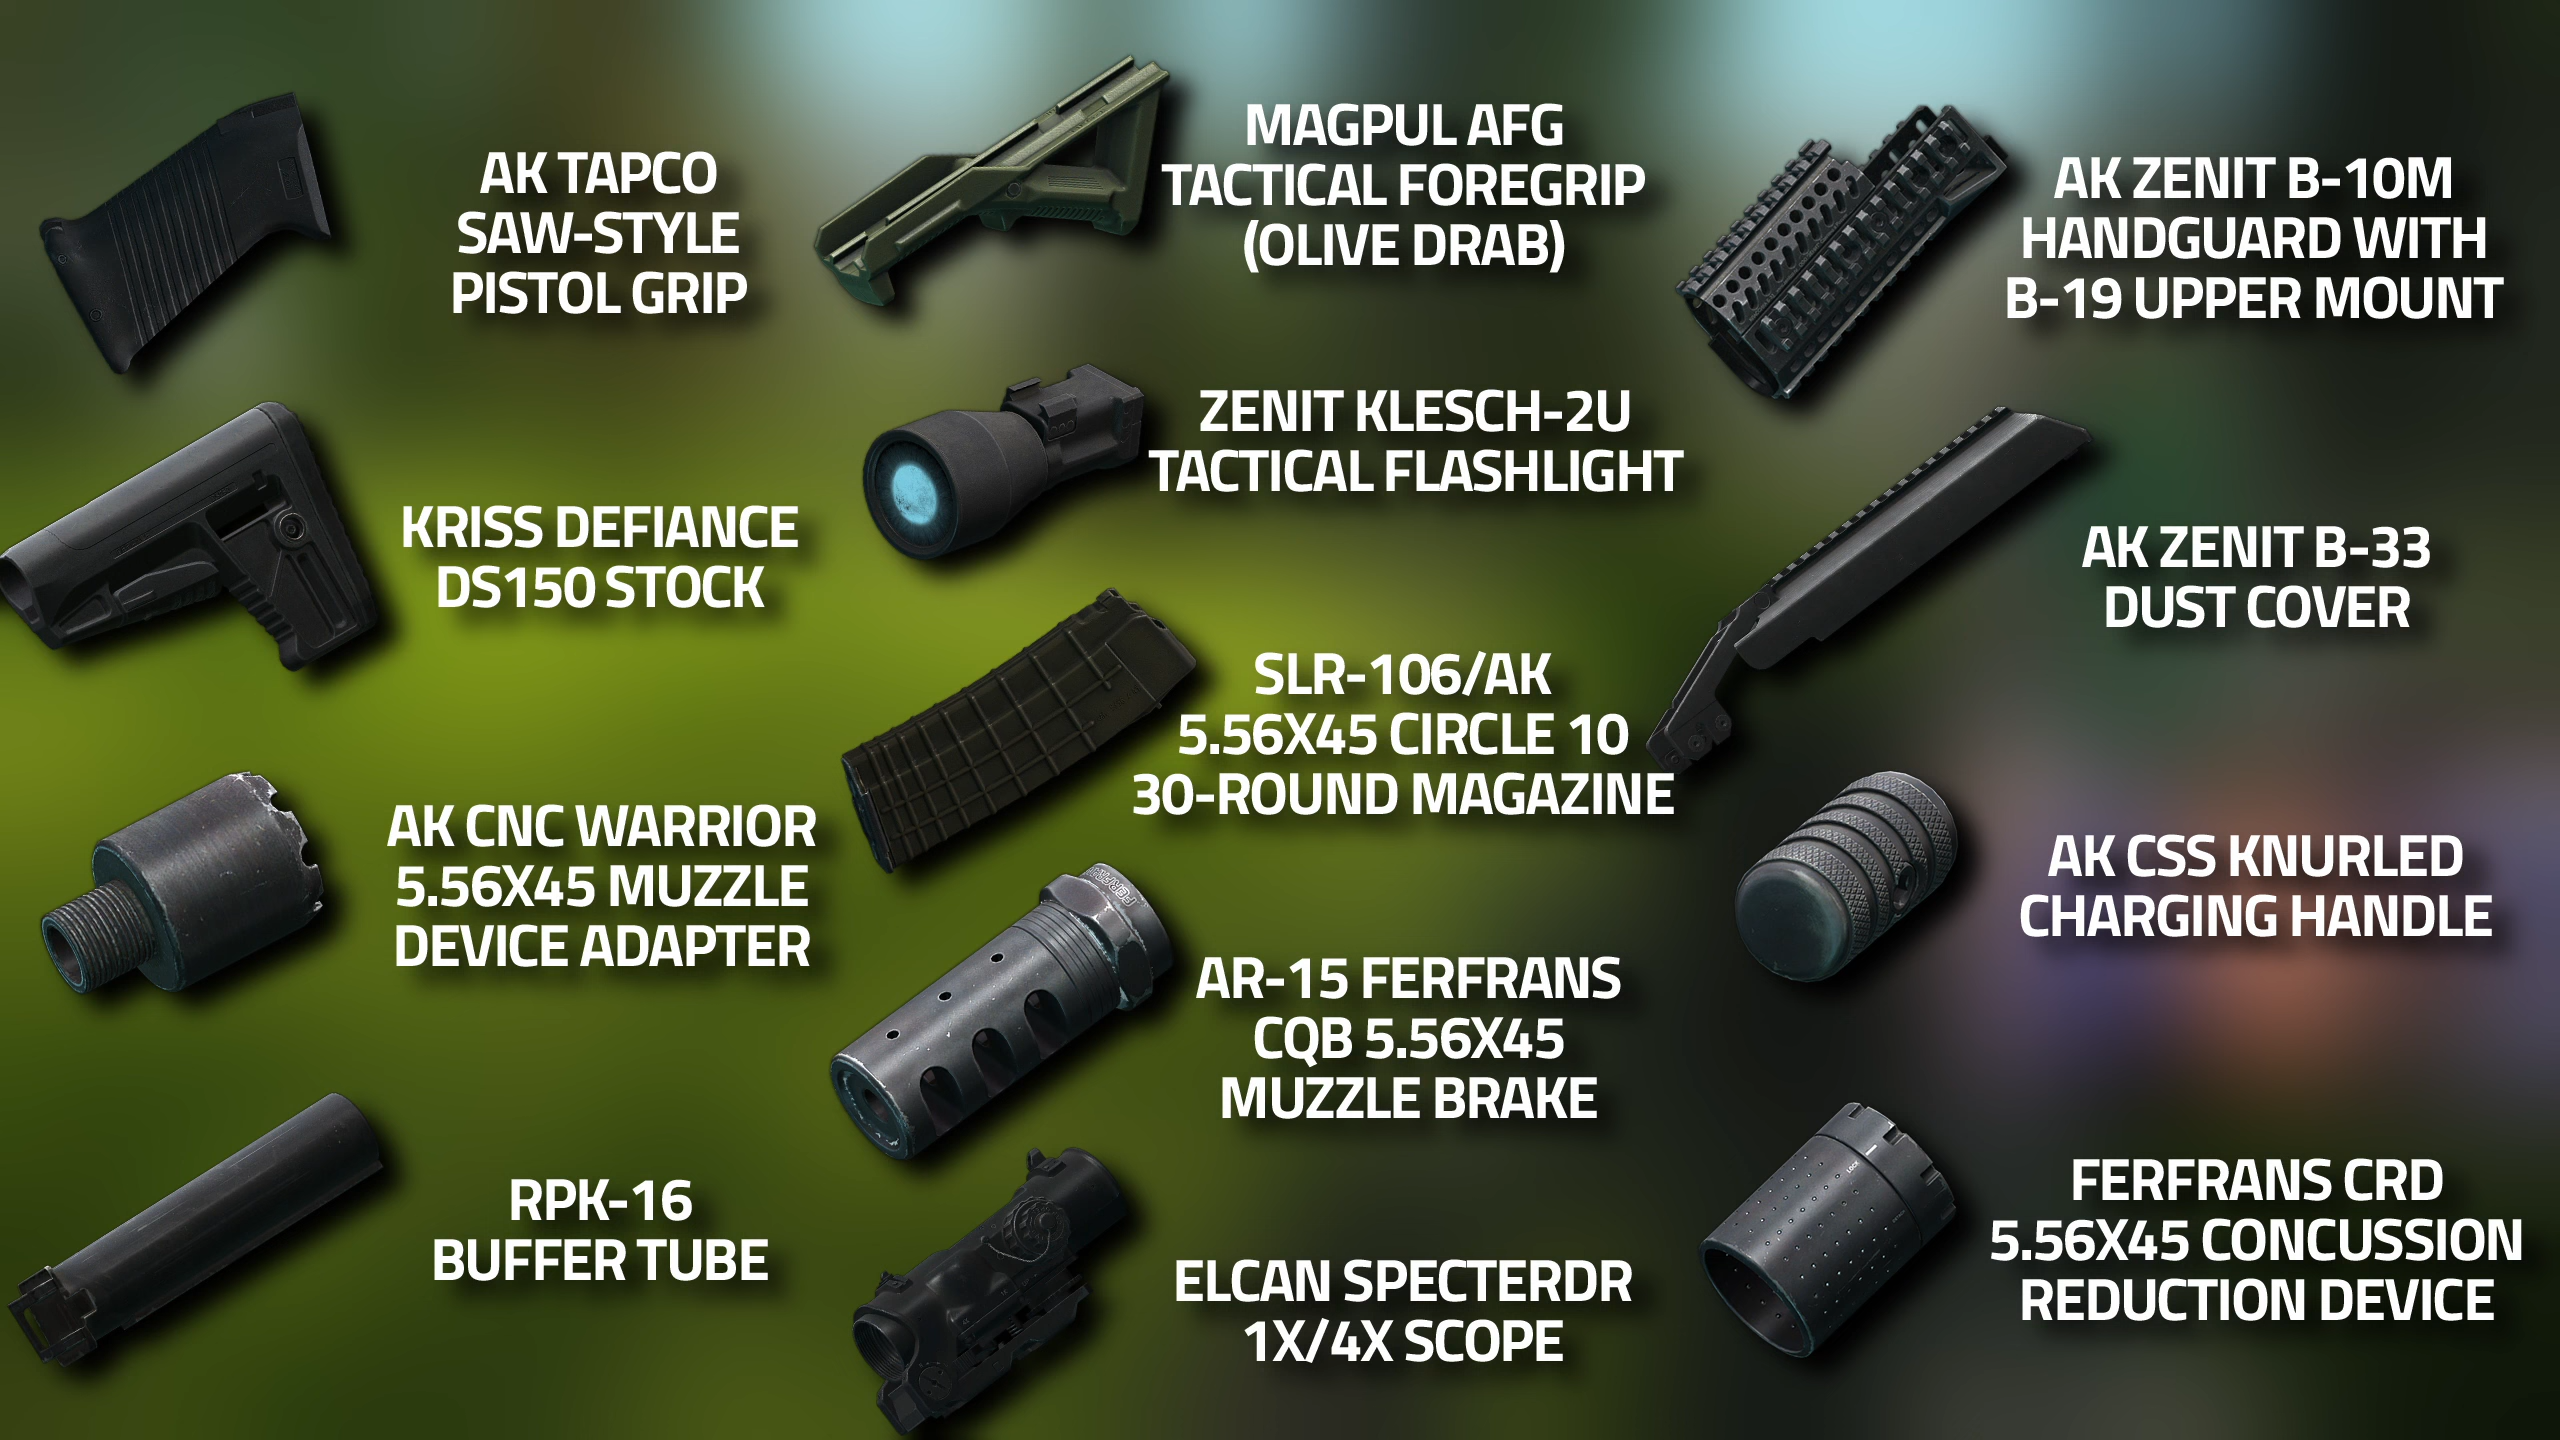 AK TAPCO
SAW-STYLE
PISTOL GRIP
KRISS DEFIANCE
DS150 STOCK
AK CNC WARRIOR
5.56X45 MUZZLE
DEVICE ADAPTER
RPK-16
BUFFER TUBE
MAGPUL AFG
TACTICAL FOREGRIP
(OLIVE DRAB)
ZENIT KLESCH-2U
TACTICAL FLASHLIGHT
SLR-106/AK
5.56X45 CIRCLE 10
30-ROUND MAGAZINE
AR-15 FERFRANS
CQB 5.56X45
MUZZLE BRAKE
ELCAN SPECTERDR
1X/4X SCOPE
AK ZENIT B-10M
HANDGUARD WITH
B-19 UPPER MOUNT
AK ZENIT B-33
DUST COVER
AK CSS KNURLED
CHARGING HANDLE
LOCK
FERFRANS CRD
5.56X45 CONCUSSION
REDUCTION DEVICE